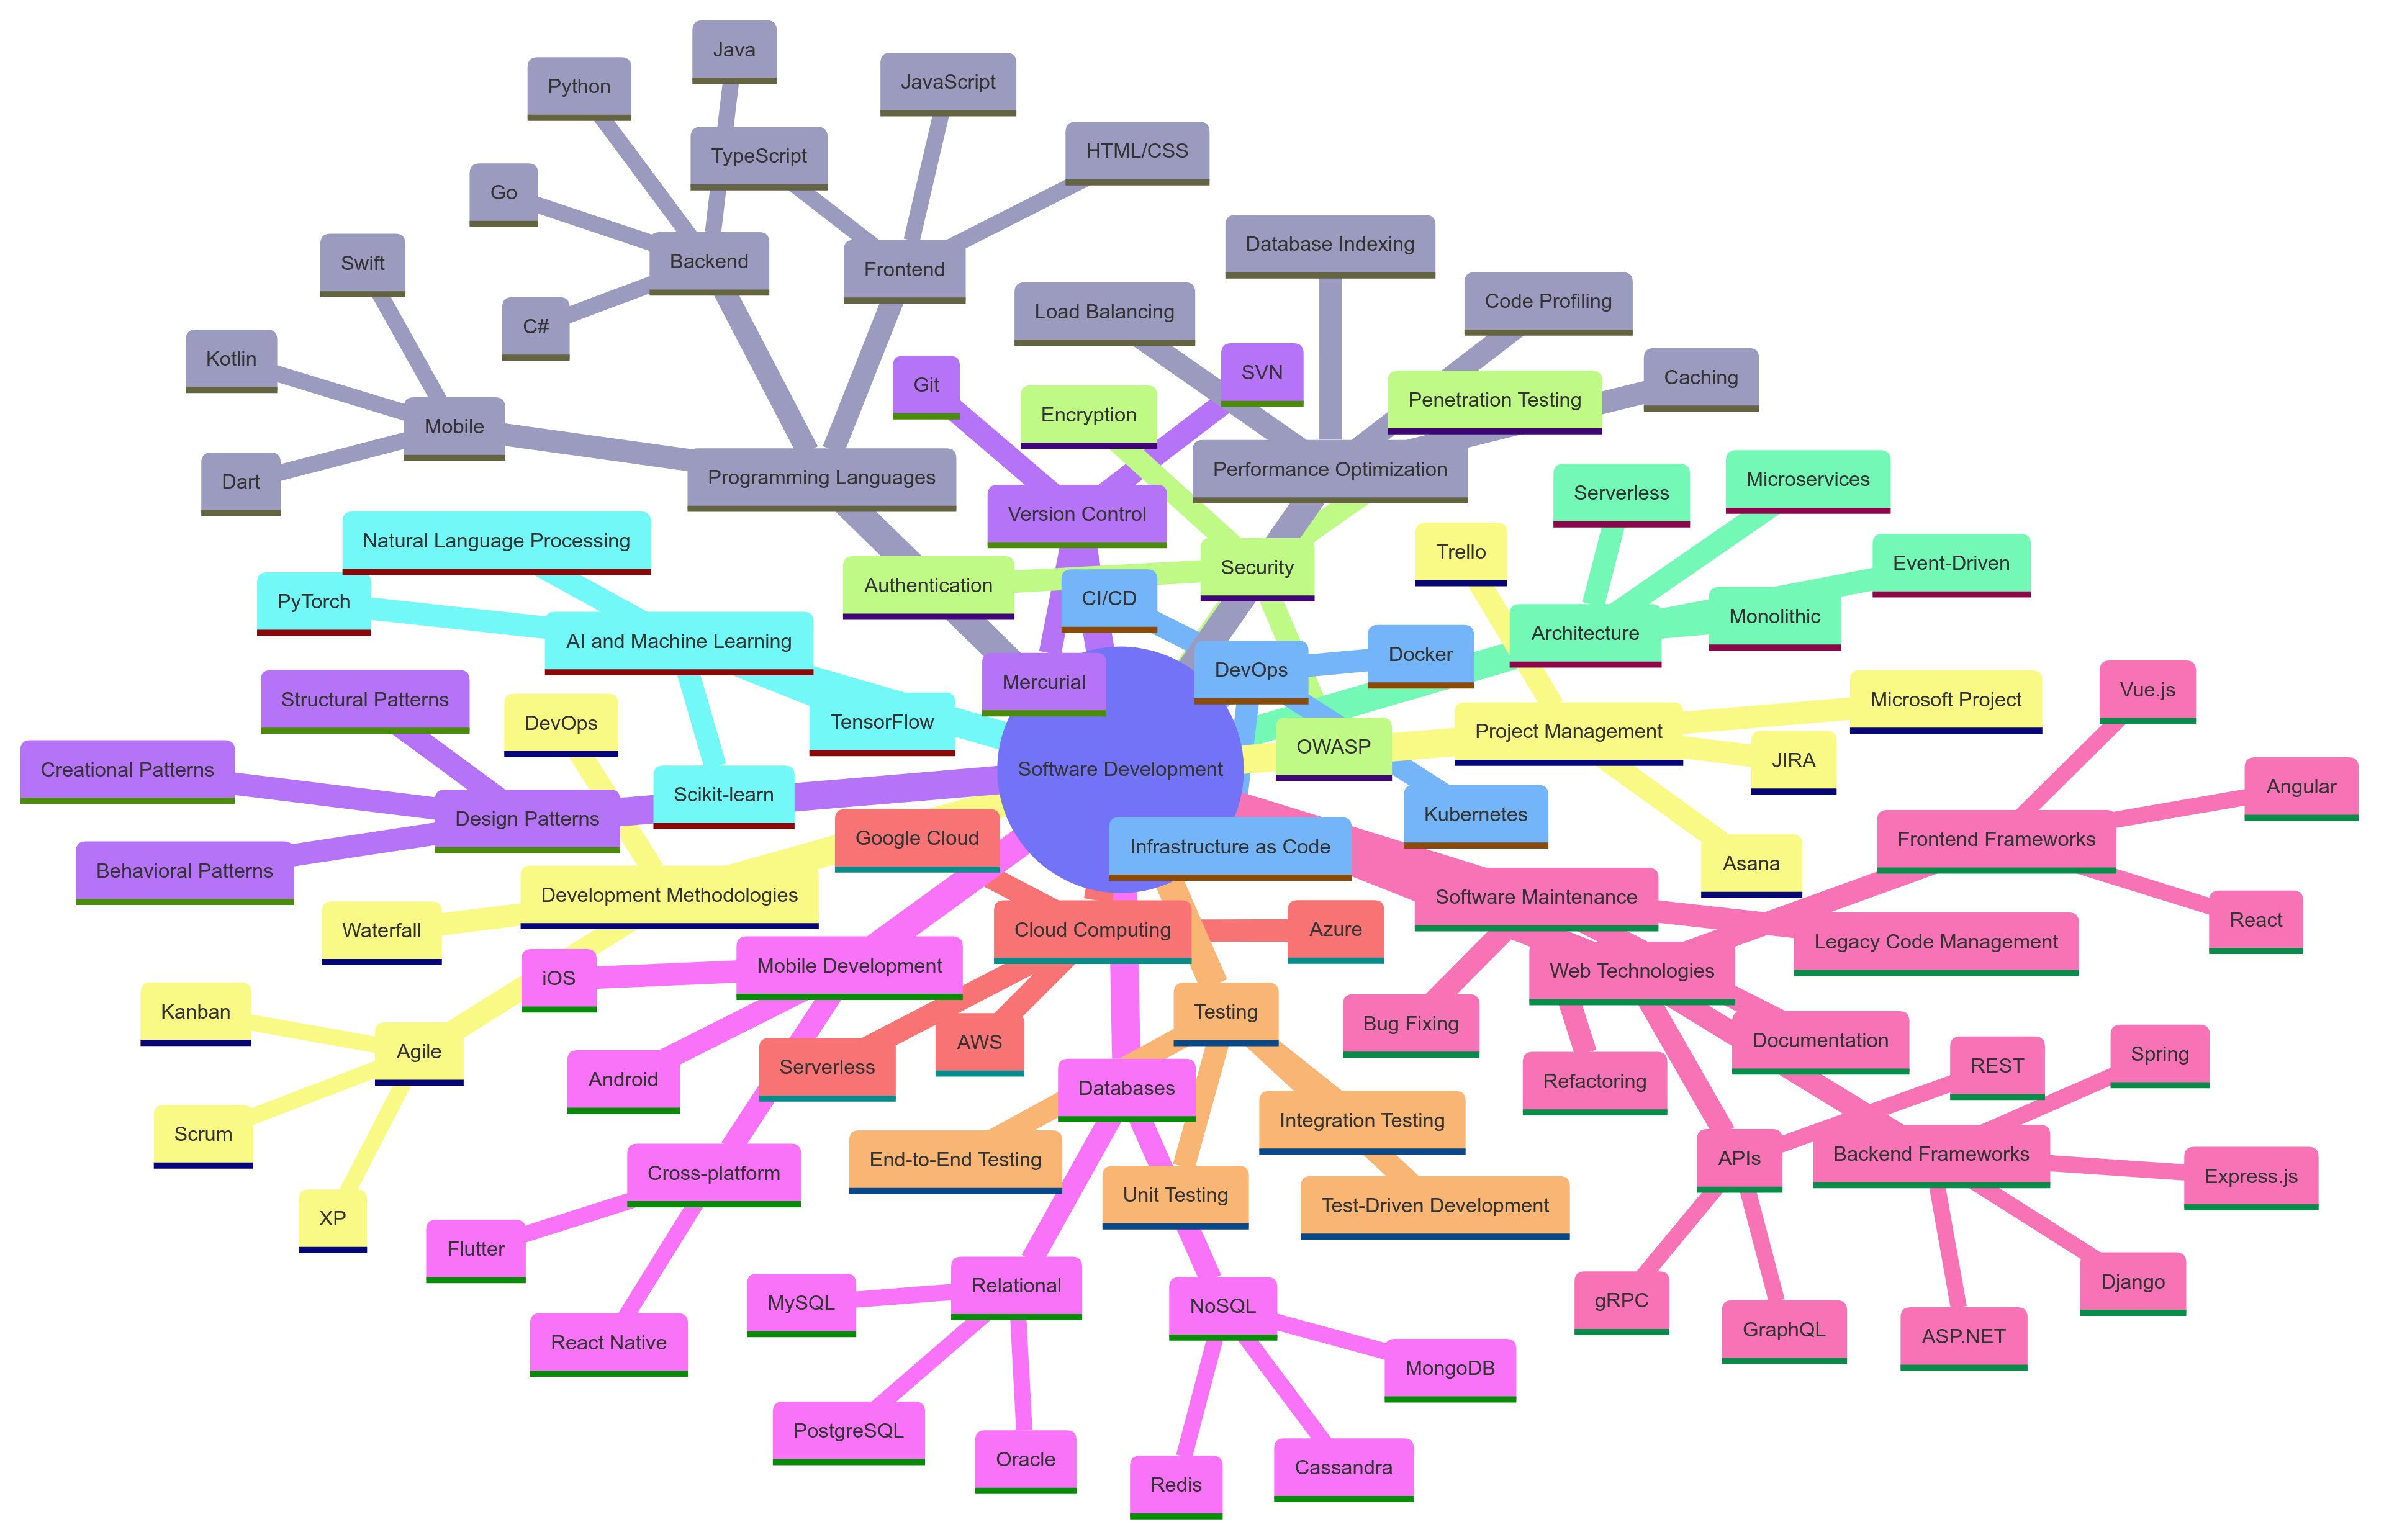 Java
JavaScript
Python
HTML/CSS
TypeScript
Go
Database Indexing
Swift
Backend
Frontend
Code Profiling
Load Balancing
C#
Kotlin
SVN
Caching
Git
Penetration Testing
Encryption
Mobile
Performance Optimization
Programming Languages
Dart
Microservices
Serverless
Version Control
Natural Language Processing
Trello
Event-Driven
Security
Authentication
CI/CD
PyTorch
Monolithic
Architecture
AI and Machine Learning
Docker
DevOps
Mercurial
Vue.js
Structural Patterns
Microsoft Project
DevOps
TensorFlow
Project Management
OWASP
JIRA
Creational Patterns
Software Development
Angular
Scikit-learn
Kubernetes
Design Patterns
Google Cloud
Frontend Frameworks
Infrastructure as Code
Asana
Behavioral Patterns
Development Methodologies
Software Maintenance
React
Waterfall
Cloud Computing
Azure
Legacy Code Management
Mobile Development
Web Technologies
iOS
Kanban
Testing
Bug Fixing
Documentation
AWS
Agile
Spring
REST
Serverless
Android
Refactoring
Databases
Integration Testing
Scrum
Backend Frameworks
APIs
End-to-End Testing
Cross-platform
Express.js
Unit Testing
Test-Driven Development
XP
Flutter
Django
Relational
gRPC
MySQL
NoSQL
GraphQL
ASP.NET
React Native
MongoDB
PostgreSQL
Oracle
Cassandra
Redis